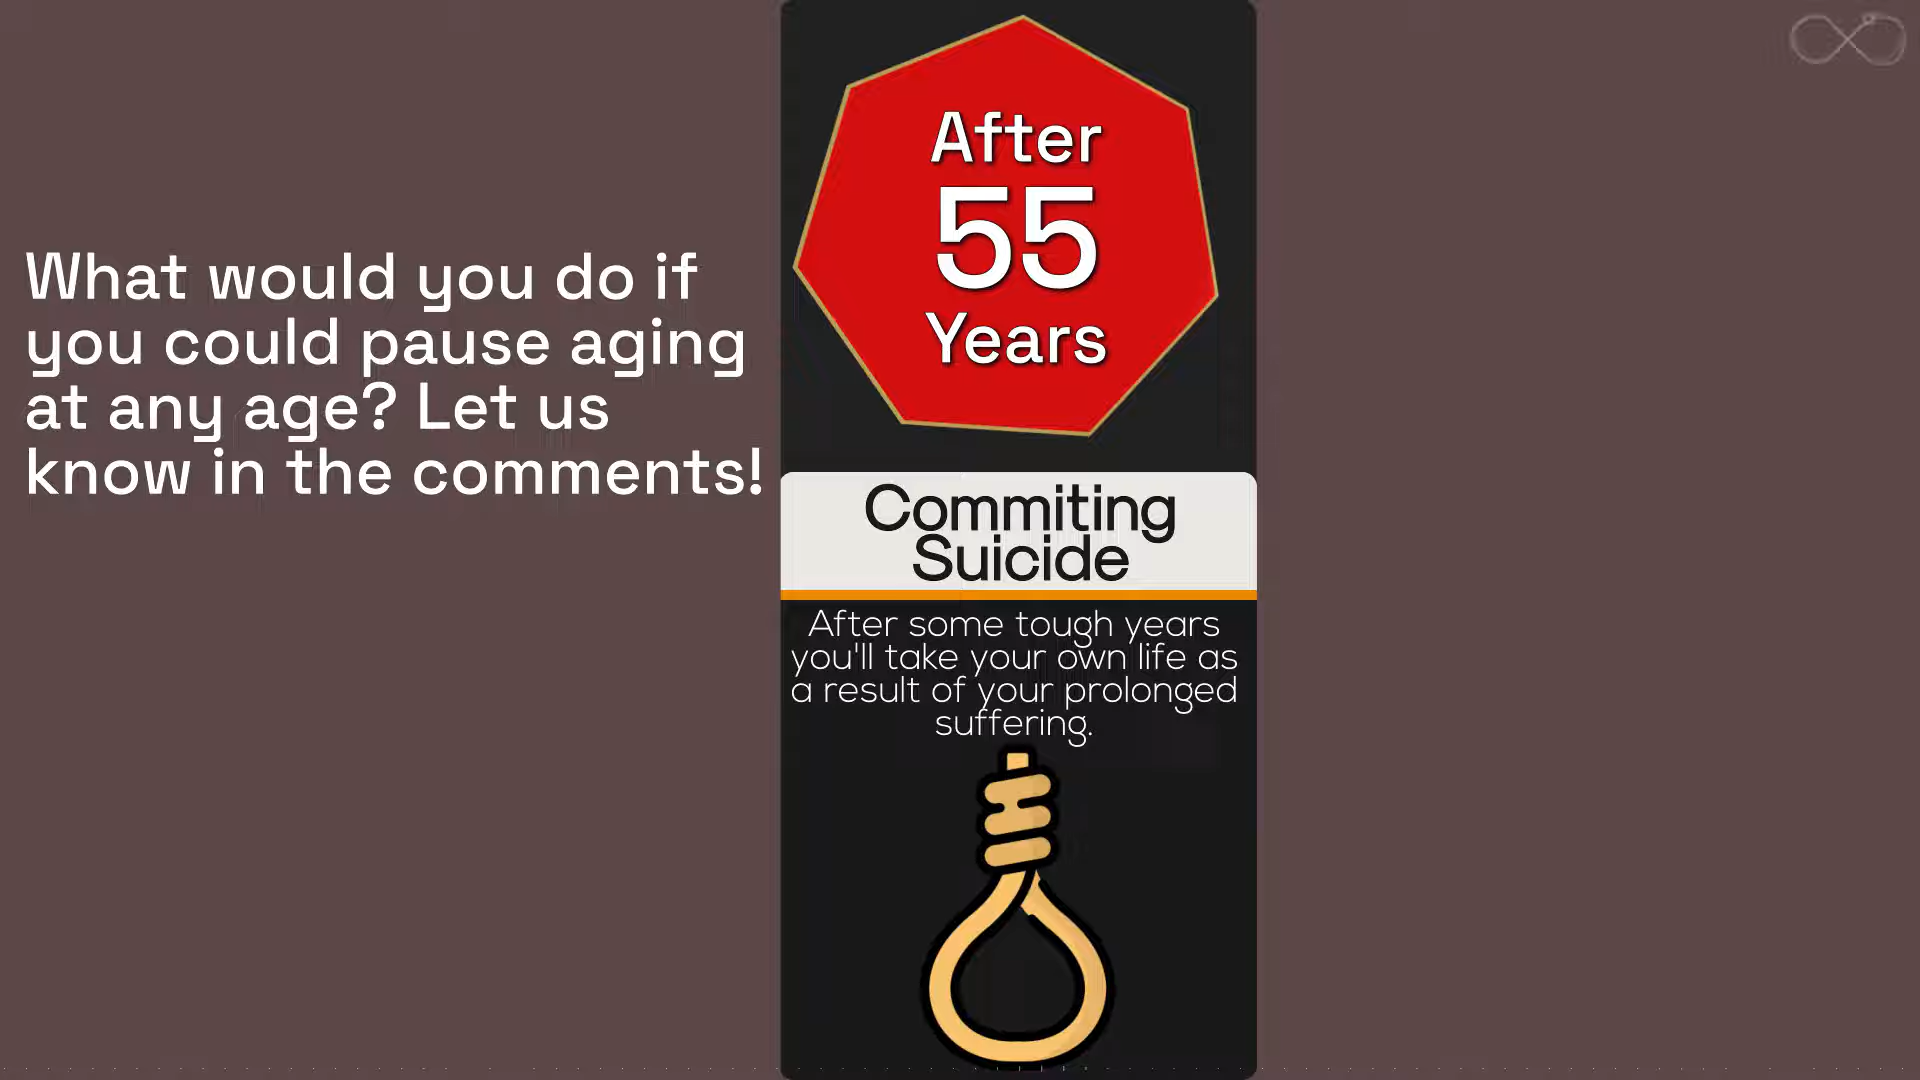 What would you do if
you could pause aging
at any age? Let us
know in the comments!
After
55
Years
Commiting
Suicide
After some tough years
you'll take your own life as
a result of your prolonged
suffering.